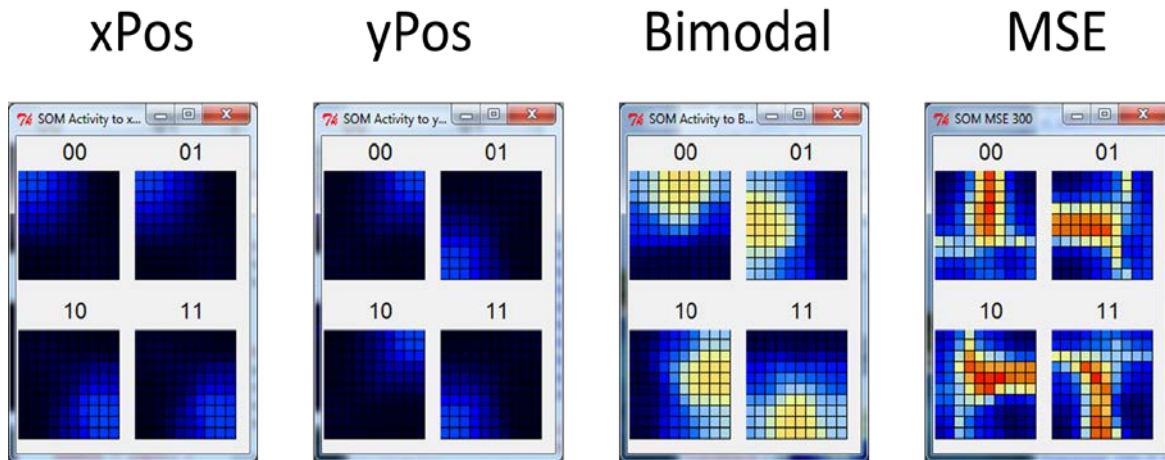 xPos
yPos
Bimodal
MSE
SOM Activity to x...
00 01
10 11
SOM Activity to y...
00 01
10 11
SOM Activity to B...
00 01
10 11
SOM MSE 300
00 01
10 11